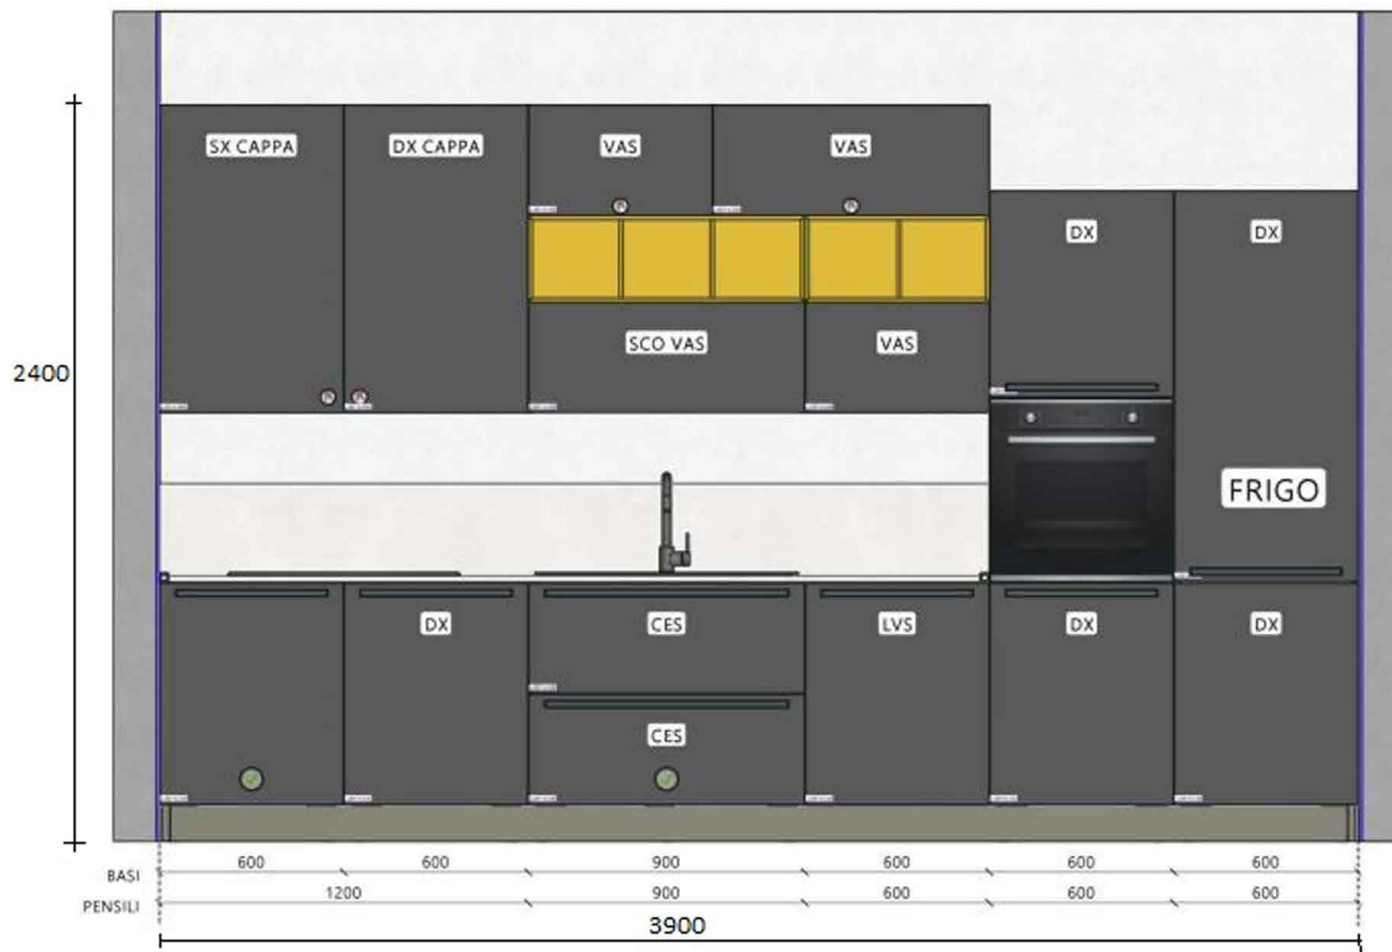 SX CAPPA DX CAPPA VAS VAS
DX DX
SCO VAS VAS
2400
FRIGO
DX CES LVS DX DX
CES
BASI 600 600 900 600 600 600
PENSILI 1200 900 600 600 600
3900